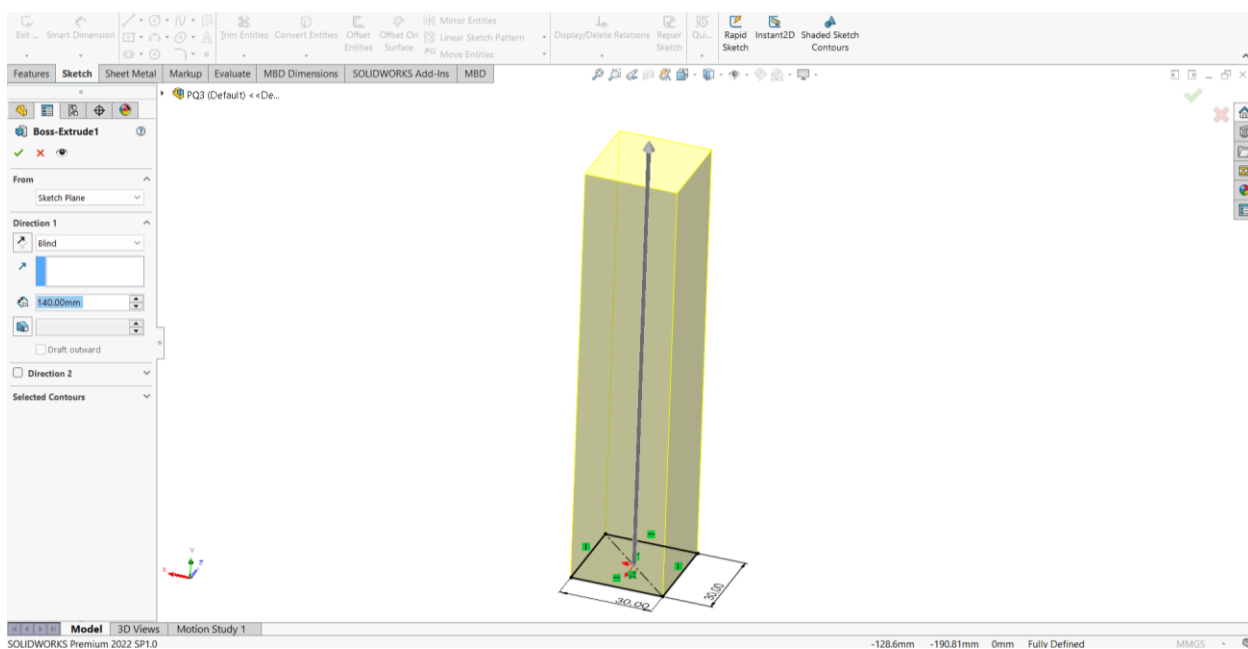 Exit ...
Smart Dimension
Trim Entities
Convert Entities
Offset
Entities
Offset On
Surface
Mirror Entities
Linear Sketch Pattern
Move Entities
Display/Delete Relations
Repair
Sketch
Qui...
Rapid
Sketch
Instant2D
Shaded Sketch
Contours
Features
Sketch
Sheet Metal
Markup
Evaluate
MBD Dimensions
SOLIDWORKS Add-Ins
MBD
PQ3 (Default) <<De...
Boss-Extrude1
From
Sketch Plane
Direction 1
Blind
140.00mm
Draft outward
Direction 2
Selected Contours
Y
X
Z
30.00
30.00
Model
3D Views
Motion Study 1
SOLIDWORKS Premium 2022 SP1.0
-128.6mm
-190.81mm
0mm
Fully Defined
MMGS